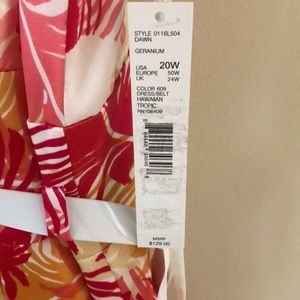 STYLE 0116L504
DAWN
GERANIUM
USA 20W
EUROPE 50W
UK 24W
COLOR 609
DRESS/BELT
HAWAIIAN
TROPIC
RN106409
MSRP
$129.00